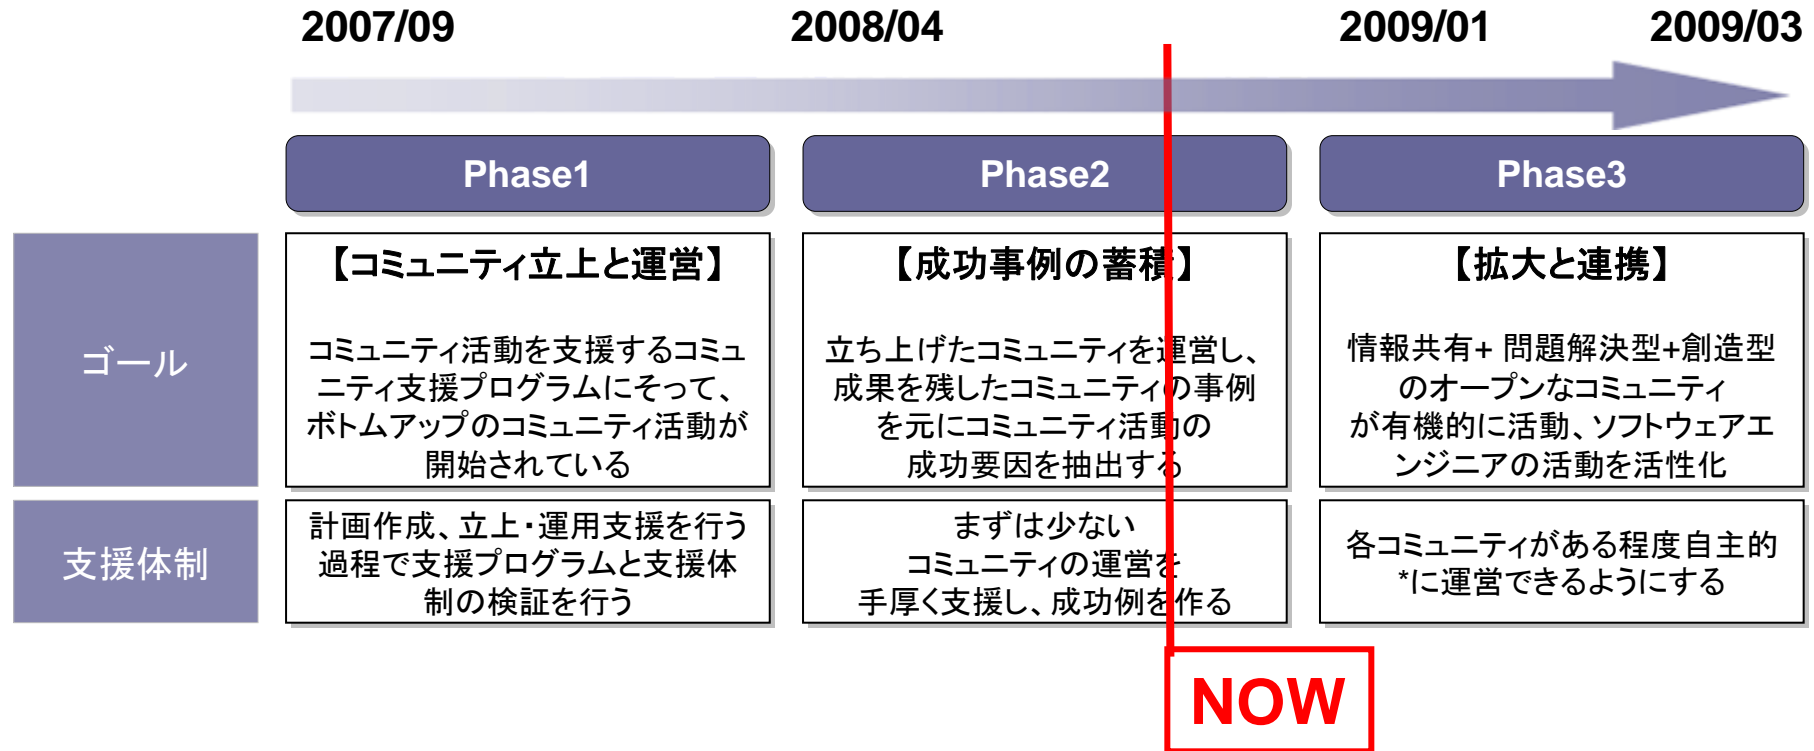 2007/09
2008/04
2009/01
2009/03
Phase1
Phase2
Phase3
ゴール
【コミュニティ立上と運営】
コミュニティ活動を支援するコミュ
ニティ支援プログラムにそって、
ボトムアップのコミュニティ活動が
開始されている
【成功事例の蓄積】
立ち上げたコミュニティを運営し、
成果を残したコミュニティの事例
を元にコミュニティ活動の
成功要因を抽出する
【拡大と連携】
情報共有+ 問題解決型+創造型
のオープンなコミュニティ
が有機的に活動、ソフトウェアエ
ンジニアの活動を活性化
支援体制
計画作成、立上・運用支援を行う
過程で支援プログラムと支援体
制の検証を行う
まずは少ない
コミュニティの運営を
手厚く支援し、成功例を作る
各コミュニティがある程度自主的
*に運営できるようにする
NOW